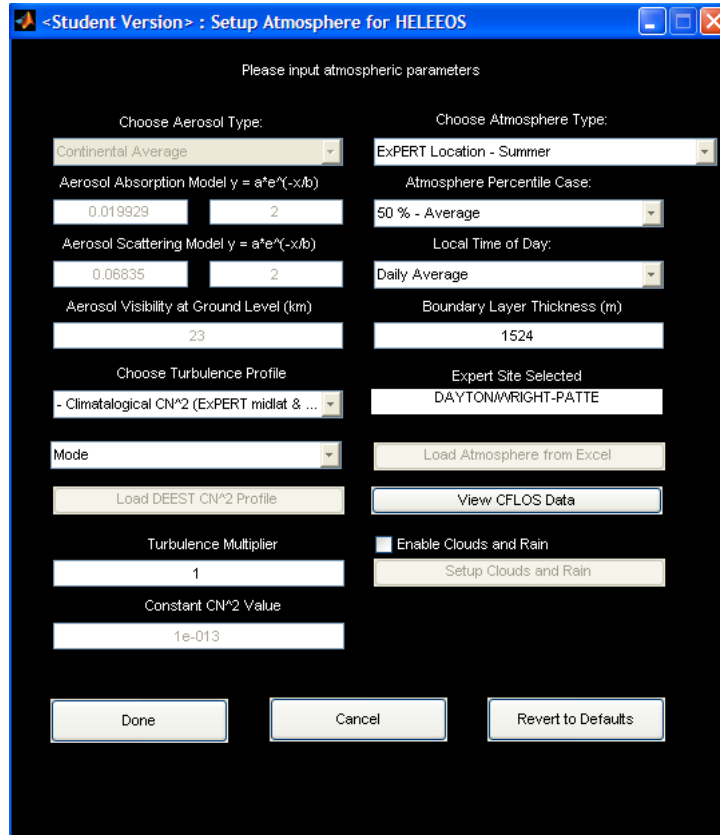 <Student Version> : Setup Atmosphere for HELEEOS
Please input atmospheric parameters
Choose Aerosol Type:
Continental Average
Aerosol Absorption Model y = a*e^(-x/b)
0.019929 2
Aerosol Scattering Model y = a*e^(-x/b)
0.06835 2
Aerosol Visibility at Ground Level (km)
23
Choose Turbulence Profile
- Climatalogical CN^2 (ExPERT midlat & ...
Mode
Load DEEST CN^2 Profile
Turbulence Multiplier
1
Constant CN^2 Value
1e-013
Choose Atmosphere Type:
ExPERT Location - Summer
Atmosphere Percentile Case:
50 % - Average
Local Time of Day:
Daily Average
Boundary Layer Thickness (m)
1524
Expert Site Selected
DAYTON/WRIGHT-PATTE
Load Atmosphere from Excel
View CFLOS Data
Enable Clouds and Rain
Setup Clouds and Rain
Done
Cancel
Revert to Defaults